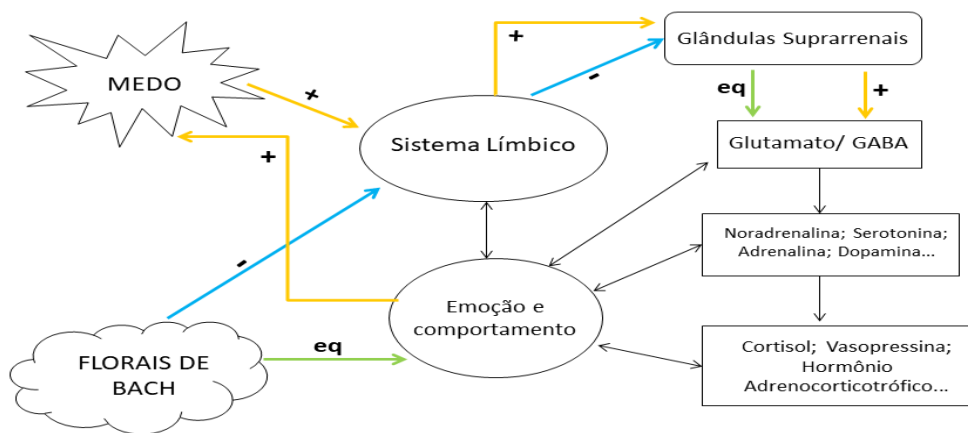 MEDO
+
+
Sistema Límbico
+
-
Glândulas Suprarrenais
eq
+
Glutamato/ GABA
Noradrenalina; Serotonina;
Adrenalina; Dopamina...
Cortisol; Vasopressina;
Hormônio
Adrenocorticotrófico...
-
Emoção e
comportamento
eq
FLORAIS DE
BACH